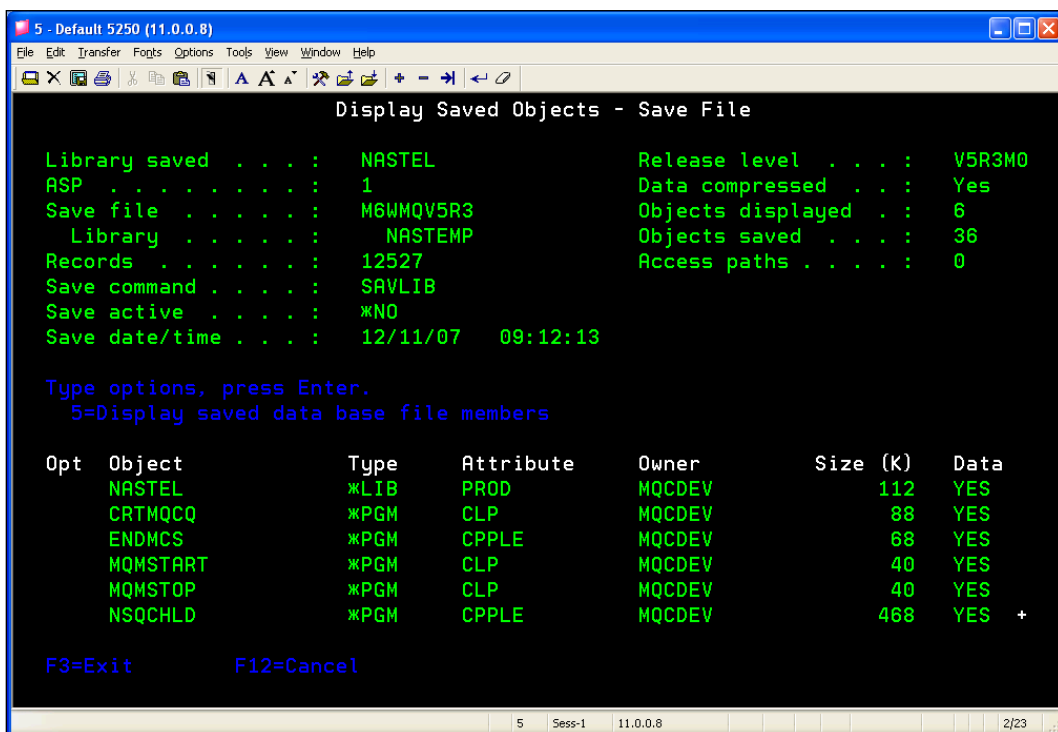 5 - Default 5250 (11.0.0.8)
File Edit Transfer Fonts Options Tools View Window Help
Display Saved Objects - Save File
Library saved . . . : NASTEL Release level . . . : V5R3M0
ASP . . . . . . . . : 1 Data compressed . . : Yes
Save file . . . . . : M6WMQV5R3 Objects displayed . : 6
Library . . . . . : NASTEMP Objects saved . . . : 36
Records . . . . . . : 12527 Access paths . . . . : 0
Save command . . . . : SAVLIB
Save active . . . . : ж​NO
Save date/time . . . : 12/11/07 09:12:13
Type options, press Enter.
5=Display saved data base file members
Opt Object Type Attribute Owner Size (K) Data
NASTEL жLIB PROD MQCDEV 112 YES
CRTMQCQ жPGM CLP MQCDEV 88 YES
ENDMCS жPGM CPPLE MQCDEV 68 YES
MQMSTART жPGM CLP MQCDEV 40 YES
MQMSTOP жPGM CLP MQCDEV 40 YES
NSQCHLD жPGM CPPLE MQCDEV 468 YES +
F3=Exit F12=Cancel
5 Sess-1 11.0.0.8 2/23